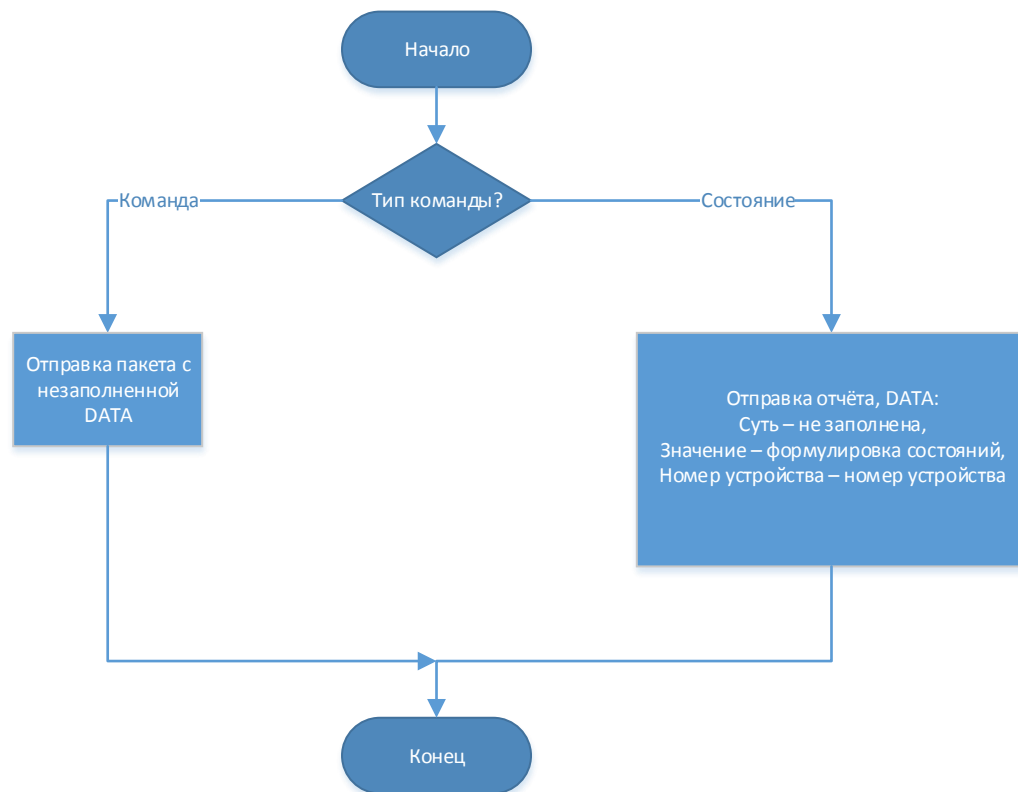 Начало
Тип команды?
Команда
Состояние
Отправка пакета с
незаполненной
DATA
Отправка отчёта, DATA:
Суть – не заполнена,
Значение – формулировка состояний,
Номер устройства – номер устройства
Конец